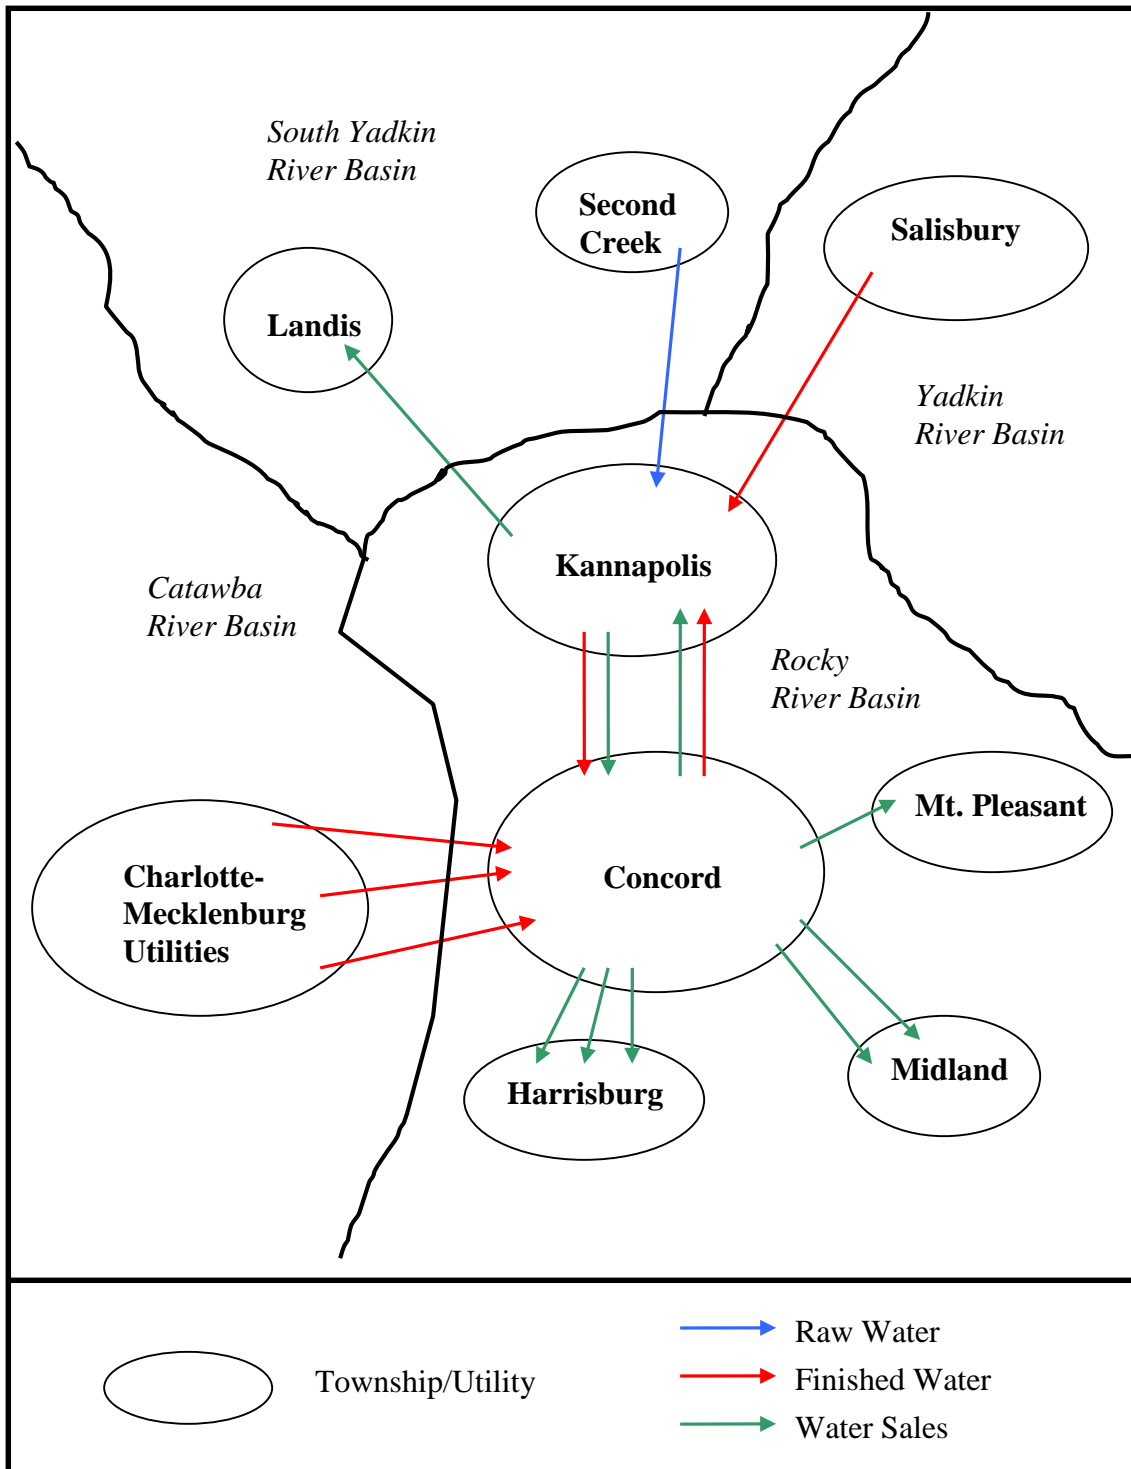 South Yadkin
River Basin
Second
Creek
Salisbury
Landis
Yadkin
River Basin
Kannapolis
Catawba
River Basin
Rocky
River Basin
Mt. Pleasant
Charlotte-
Mecklenburg
Utilities
Concord
Harrisburg
Midland
Township/Utility
Raw Water
Finished Water
Water Sales